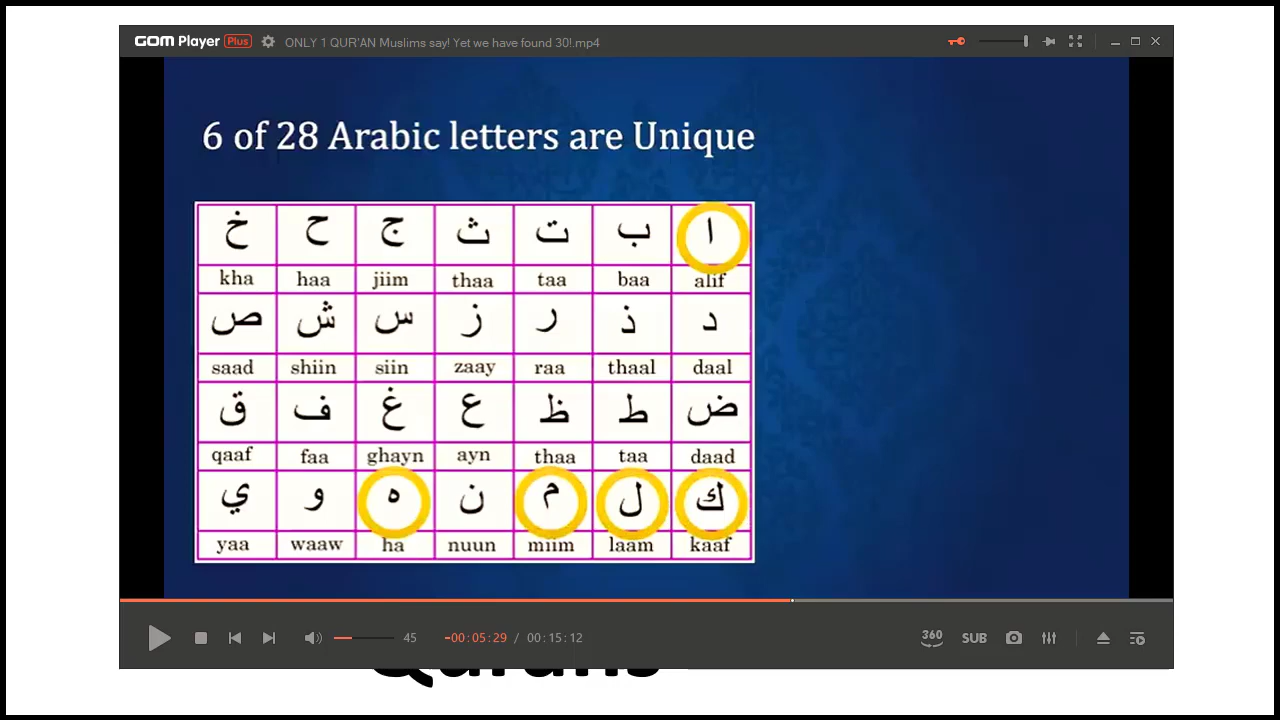 GOM Player Plus ONLY 1 QUR'AN Muslims say! Yet we have found 30!.mp4
6 of 28 Arabic letters are Unique
ا ب ت ث ج ح خ
kha haa jiim thaa taa baa alif
د ذ ر ز س ش ص
saad shiin siin zaay raa thaal daal
ض ط ظ ع غ ف ق
qaaf faa ghayn ayn thaa taa daad
ك ل م ن ه و ي
yaa waaw ha nuun miim laam kaaf
45 -00:05:29 / 00:15:12 360 SUB